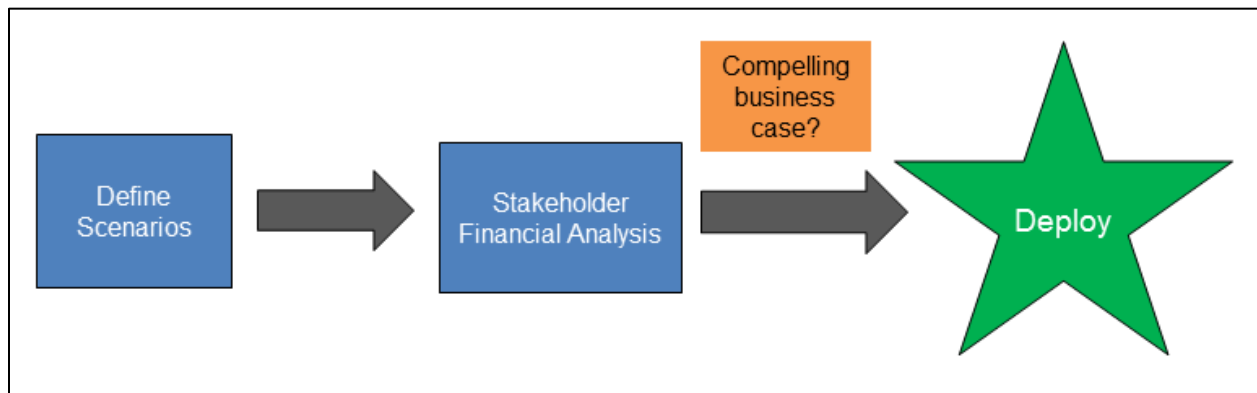 Define
Scenarios
Stakeholder
Financial Analysis
Compelling
business
case?
Deploy